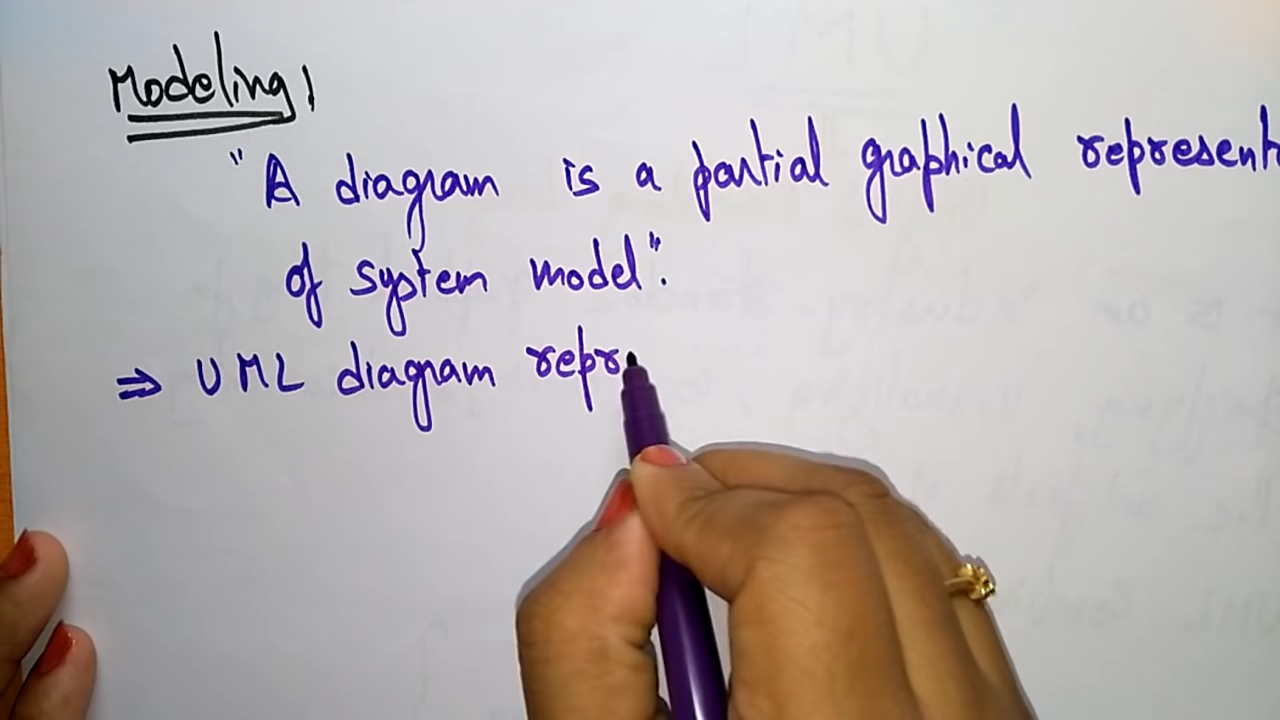 Modeling:
"A diagram is a partial graphical represent
of system model".
⇒ UML diagram repr